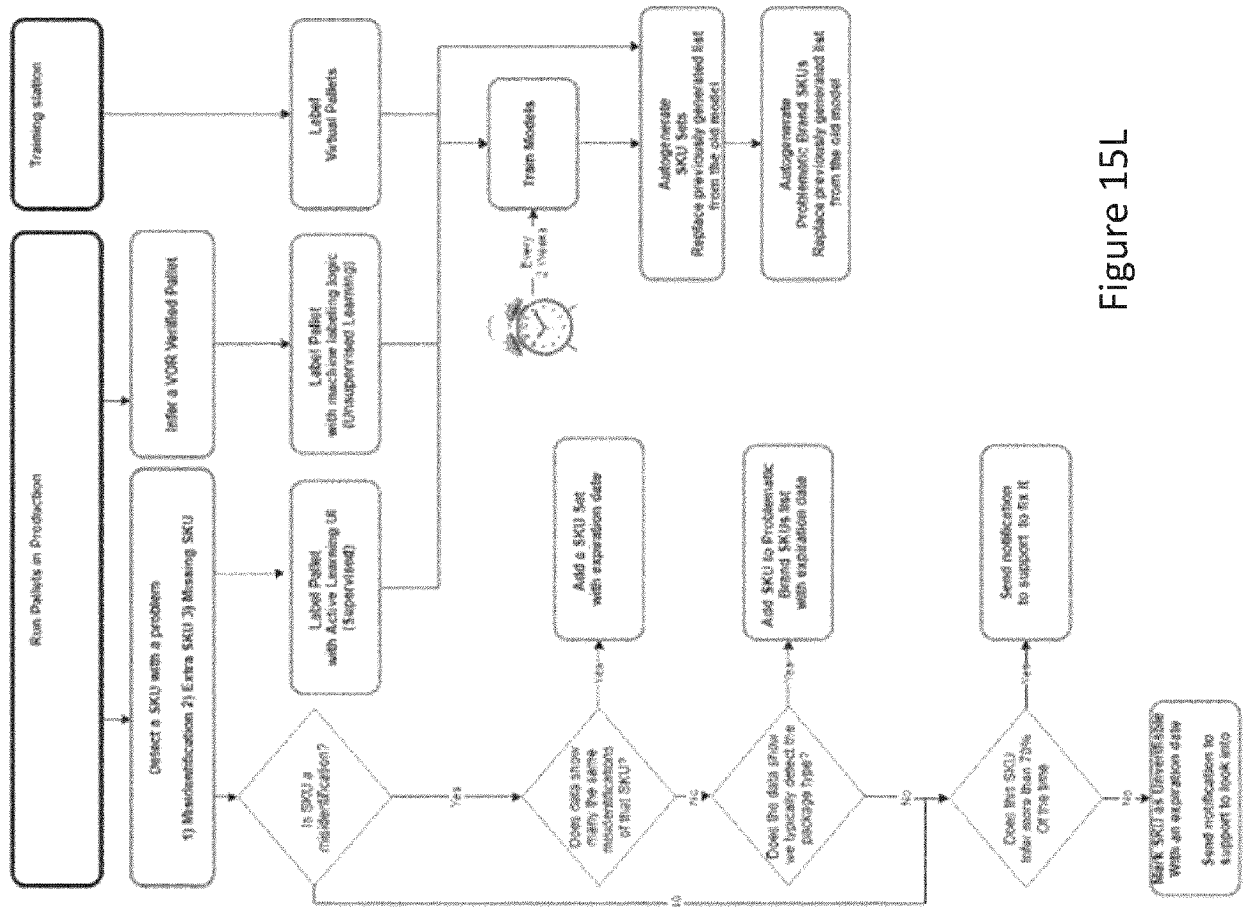 Run Pallets in Production
Training station
Detect a SKU with a problem
1) Misidentification 2) Extra SKU 3) Missing SKU
Infer a VOR Verified Pallet
Label Pallet
with Active Learning UI
(Supervised)
Label Pallet
with machine labeling logic
(Unsupervised Learning)
Label
Virtual Pallets
Is SKU a
misidentification?
Yes
Every
2 Weeks
Train Models
Does data show
many the same
misidentifications
of that SKU?
Yes
Add a SKU Set
with expiration date
Autogenerate
SKU Sets
Replace previously generated list
from the old model
No
Does the data show
we typically detect the
package type?
Yes
Add SKU to Problematic
Brand SKUs list
with expiration date
Autogenerate
Problematic Brand SKUs
Replace previously generated list
from the old model
No
Does this SKU
infer more than 70%
Of the time
Yes
Send notification
to support to fix it
No
Mark SKU as Unverifiable
With an expiration date
Send notification to
support to look into
Figure 15L